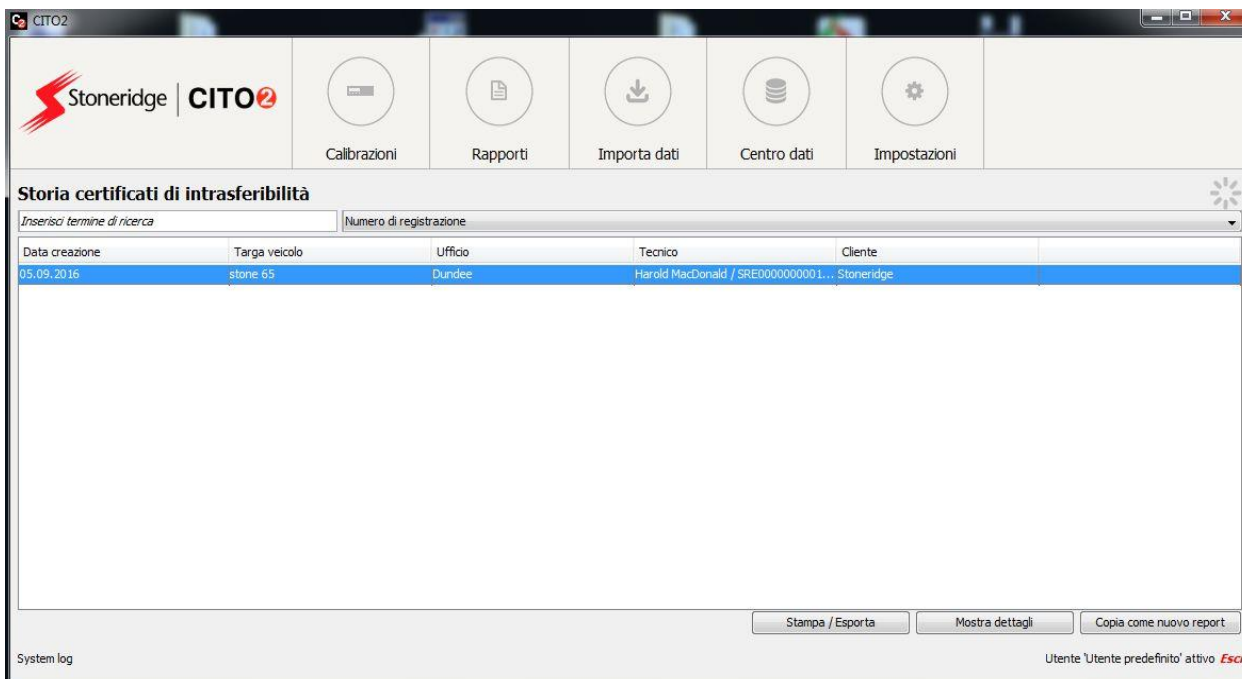 C2 CITO2
Stoneridge | CITO2
Calibrazioni
Rapporti
Importa dati
Centro dati
Impostazioni
Storia certificati di intrasferibilità
Inserisci termine di ricerca
Numero di registrazione
Data creazione Targa veicolo Ufficio Tecnico Cliente
05.09.2016 stone 65 Dundee Harold MacDonald / SRE0000000001... Stoneridge
Stampa / Esporta
Mostra dettagli
Copia come nuovo report
System log
Utente 'Utente predefinito' attivo Esci